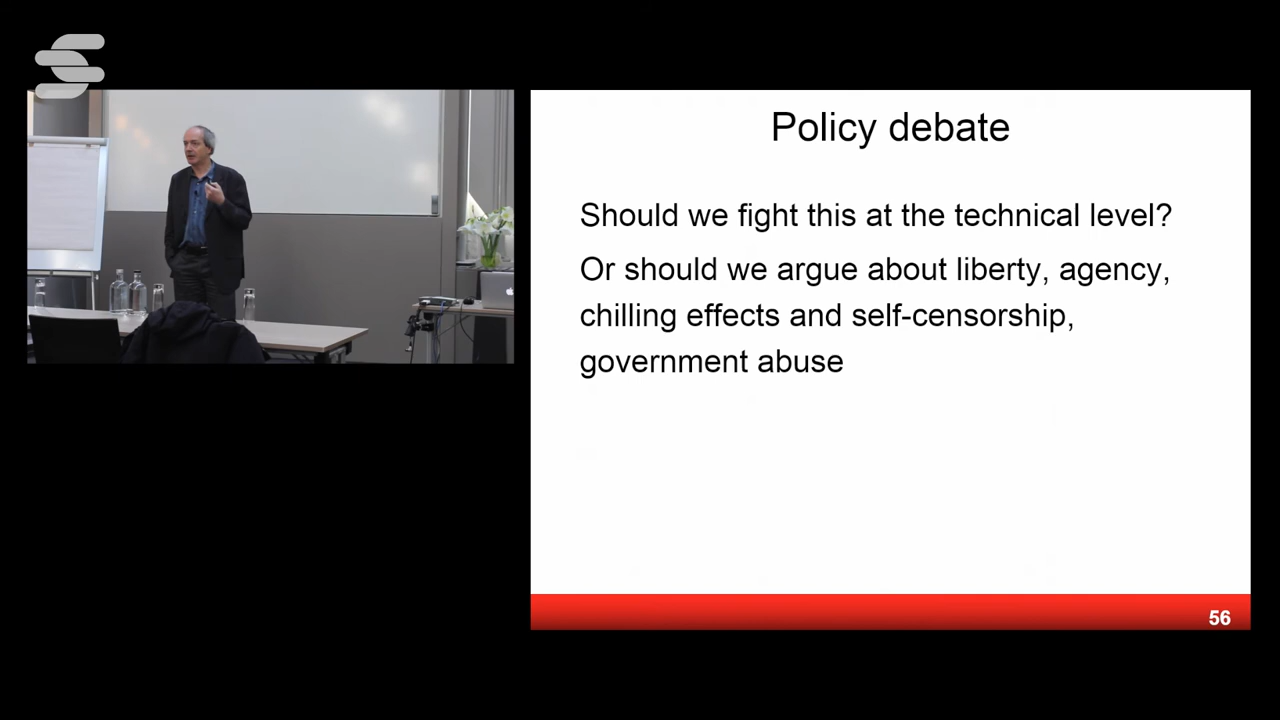 Policy debate
Should we fight this at the technical level?
Or should we argue about liberty, agency,
chilling effects and self-censorship,
government abuse
56